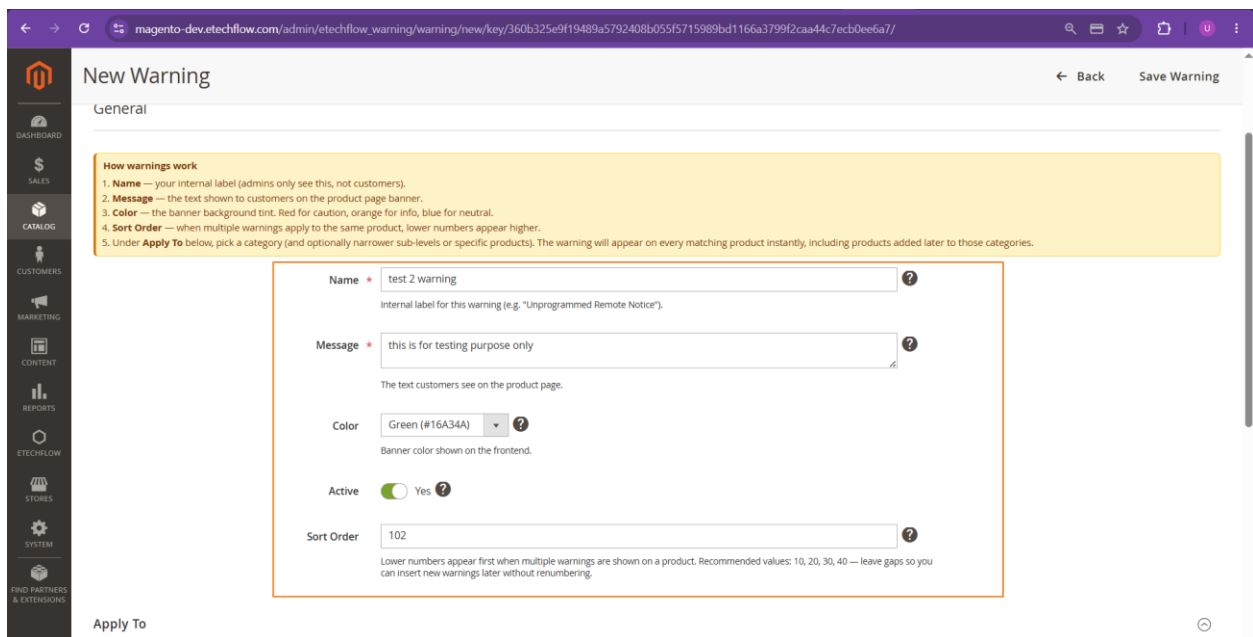 magento-dev.etechflow.com/admin/etechflow_warning/warning/new/key/360b325e9f19489a5792408b055f5715989bd1166a3799f2caa44c7ecb0ee6a7/
U
New Warning
Back
Save Warning
General
DASHBOARD
SALES
CATALOG
CUSTOMERS
MARKETING
CONTENT
REPORTS
ETECHFLOW
STORES
SYSTEM
FIND PARTNERS
& EXTENSIONS
How warnings work
1. Name — your internal label (admins only see this, not customers).
2. Message — the text shown to customers on the product page banner.
3. Color — the banner background tint. Red for caution, orange for info, blue for neutral.
4. Sort Order — when multiple warnings apply to the same product, lower numbers appear higher.
5. Under Apply To below, pick a category (and optionally narrower sub-levels or specific products). The warning will appear on every matching product instantly, including products added later to those categories.
Name * test 2 warning
Internal label for this warning (e.g. "Unprogrammed Remote Notice").
Message * this is for testing purpose only
The text customers see on the product page.
Color Green (#16A34A)
Banner color shown on the frontend.
Active Yes
Sort Order 102
Lower numbers appear first when multiple warnings are shown on a product. Recommended values: 10, 20, 30, 40 — leave gaps so you
can insert new warnings later without renumbering.
Apply To